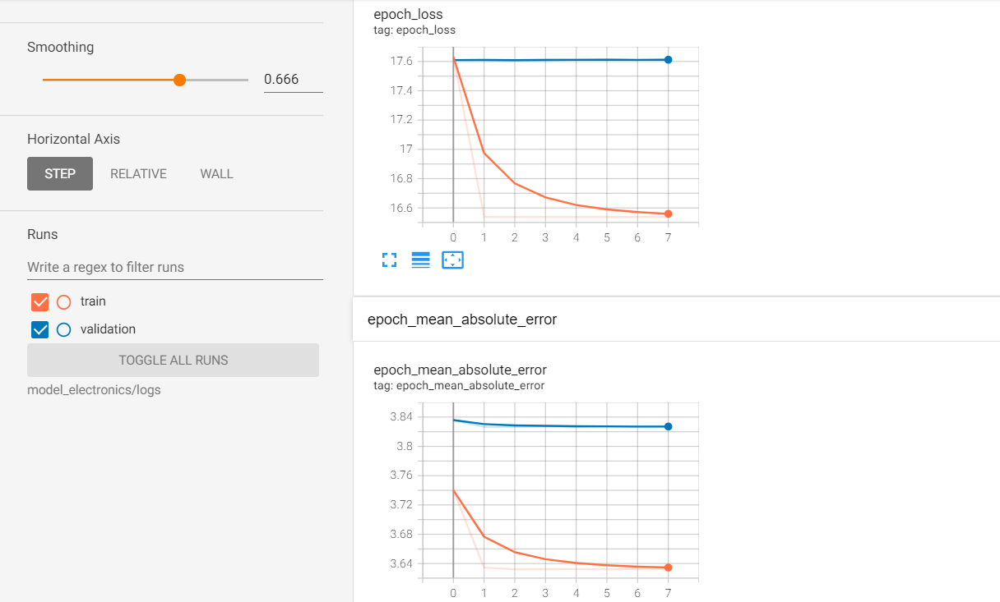 Smoothing
0.666
Horizontal Axis
STEP RELATIVE WALL
Runs
Write a regex to filter runs
train
validation
TOGGLE ALL RUNS
model_electronics/logs
epoch_loss
tag: epoch_loss
17.6
17.4
17.2
17
16.8
16.6
0 1 2 3 4 5 6 7
epoch_mean_absolute_error
epoch_mean_absolute_error
tag: epoch_mean_absolute_error
3.84
3.8
3.76
3.72
3.68
3.64
0 1 2 3 4 5 6 7